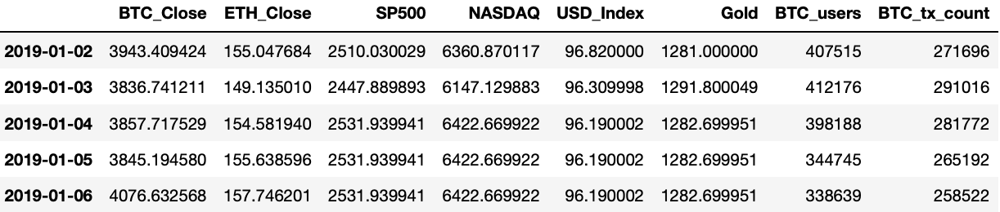 BTC_Close ETH_Close SP500 NASDAQ USD_Index Gold BTC_users BTC_tx_count
2019-01-02 3943.409424 155.047684 2510.030029 6360.870117 96.820000 1281.000000 407515 271696
2019-01-03 3836.741211 149.135010 2447.889893 6147.129883 96.309998 1291.800049 412176 291016
2019-01-04 3857.717529 154.581940 2531.939941 6422.669922 96.190002 1282.699951 398188 281772
2019-01-05 3845.194580 155.638596 2531.939941 6422.669922 96.190002 1282.699951 344745 265192
2019-01-06 4076.632568 157.746201 2531.939941 6422.669922 96.190002 1282.699951 338639 258522